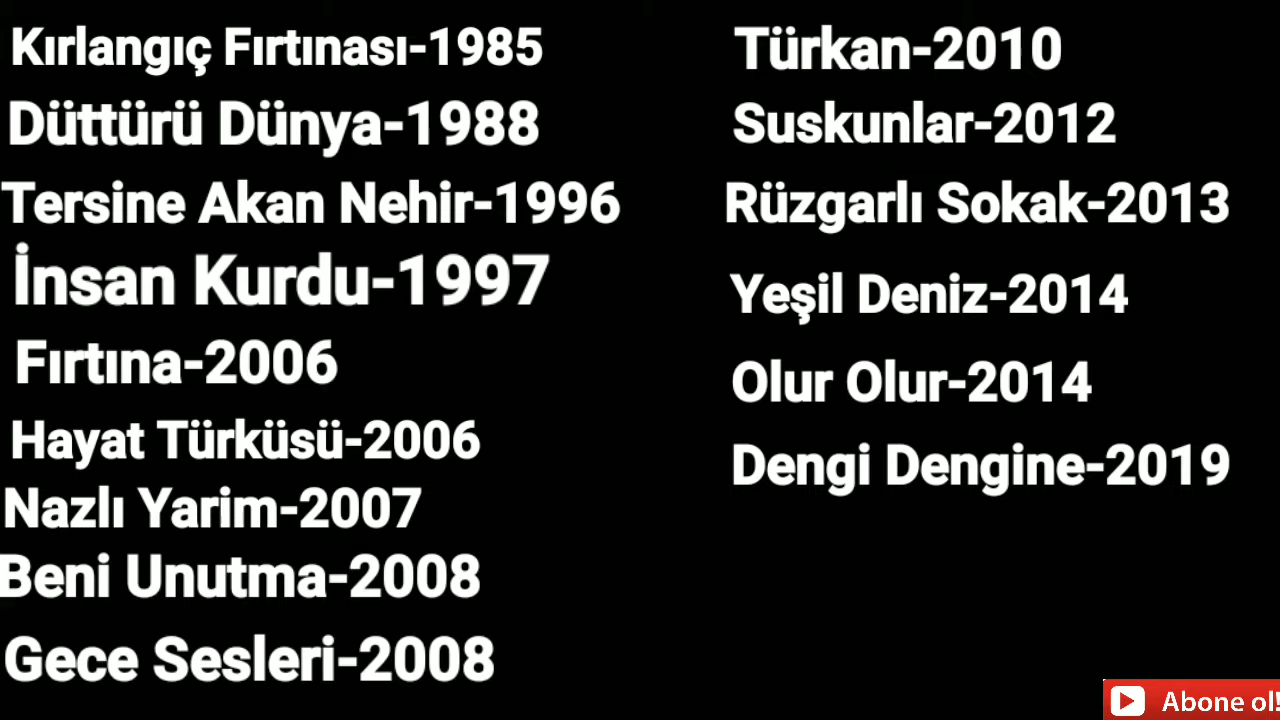 Kırlangıç Fırtınası-1985
Düttürü Dünya-1988
Tersine Akan Nehir-1996
İnsan Kurdu-1997
Fırtına-2006
Hayat Türküsü-2006
Nazlı Yarim-2007
Beni Unutma-2008
Gece Sesleri-2008
Türkan-2010
Suskunlar-2012
Rüzgarlı Sokak-2013
Yeşil Deniz-2014
Olur Olur-2014
Dengi Dengine-2019
Abone ol!